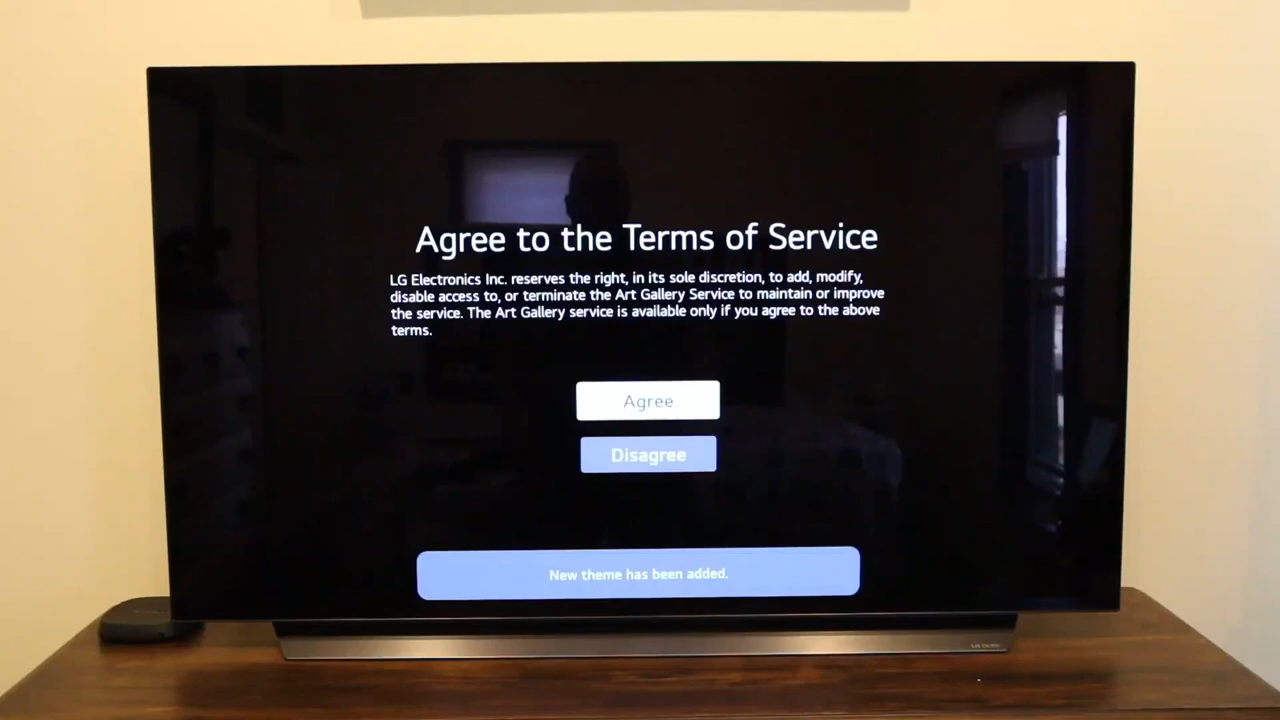 Agree to the Terms of Service
LG Electronics Inc. reserves the right, in its sole discretion, to add, modify,
disable access to, or terminate the Art Gallery Service to maintain or improve
the service. The Art Gallery service is available only if you agree to the above
terms.
Agree
Disagree
New theme has been added.
LG OLED